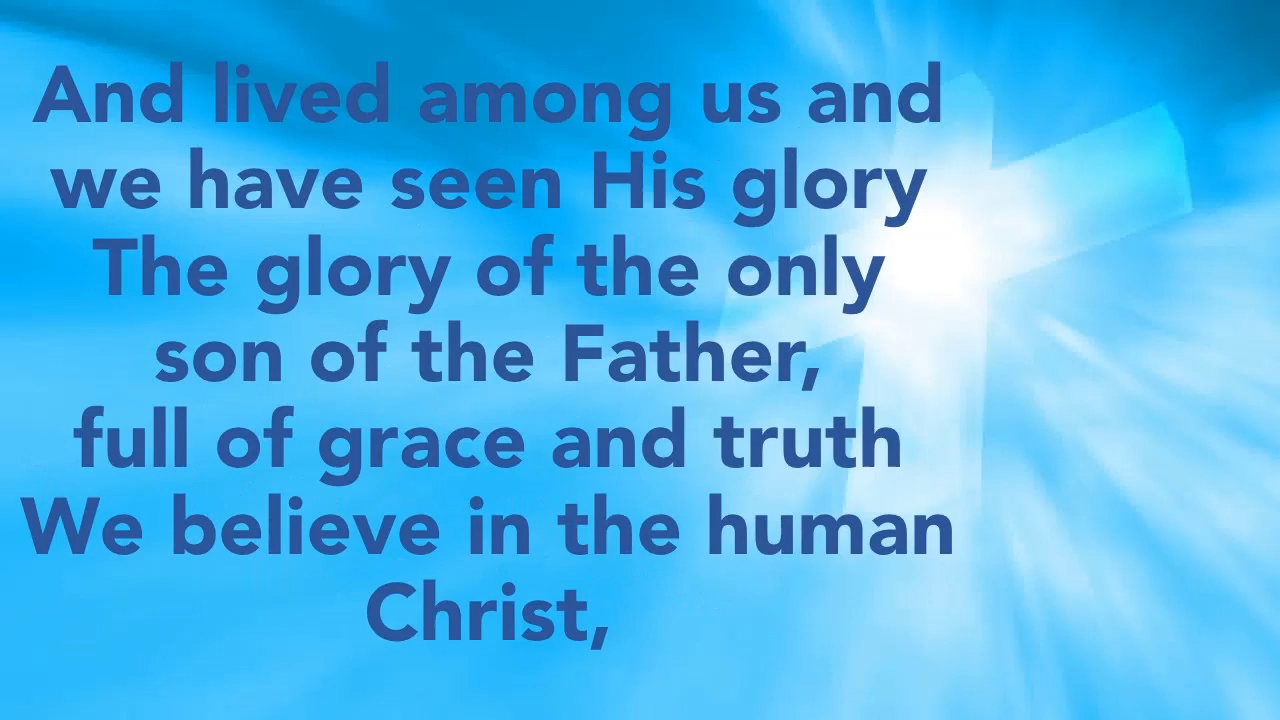 And lived among us and
we have seen His glory
The glory of the only
son of the Father,
full of grace and truth
We believe in the human
Christ,